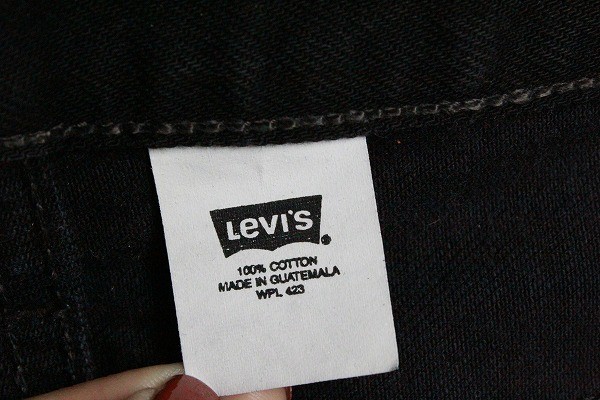 Levi's
100% COTTON
MADE IN GUATEMALA
WPL 423